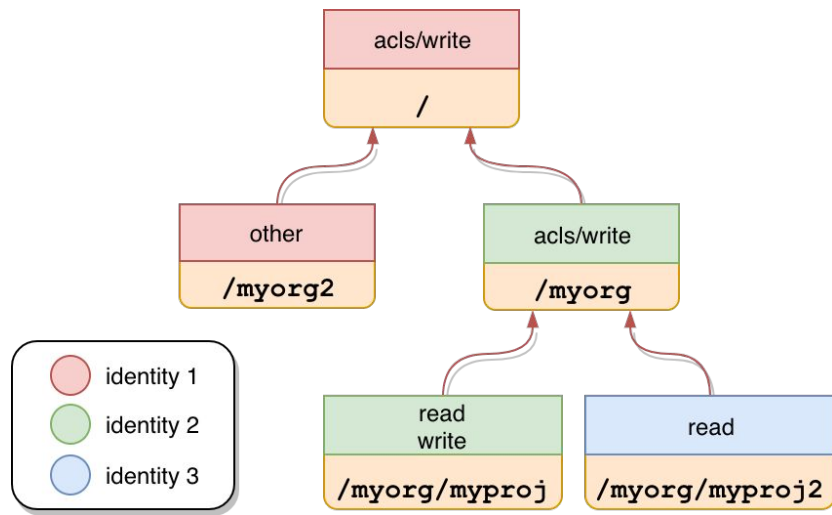 acls/write
/
other
acls/write
/myorg2
/myorg
identity 1
identity 2
identity 3
read
write
read
/myorg/myproj
/myorg/myproj2